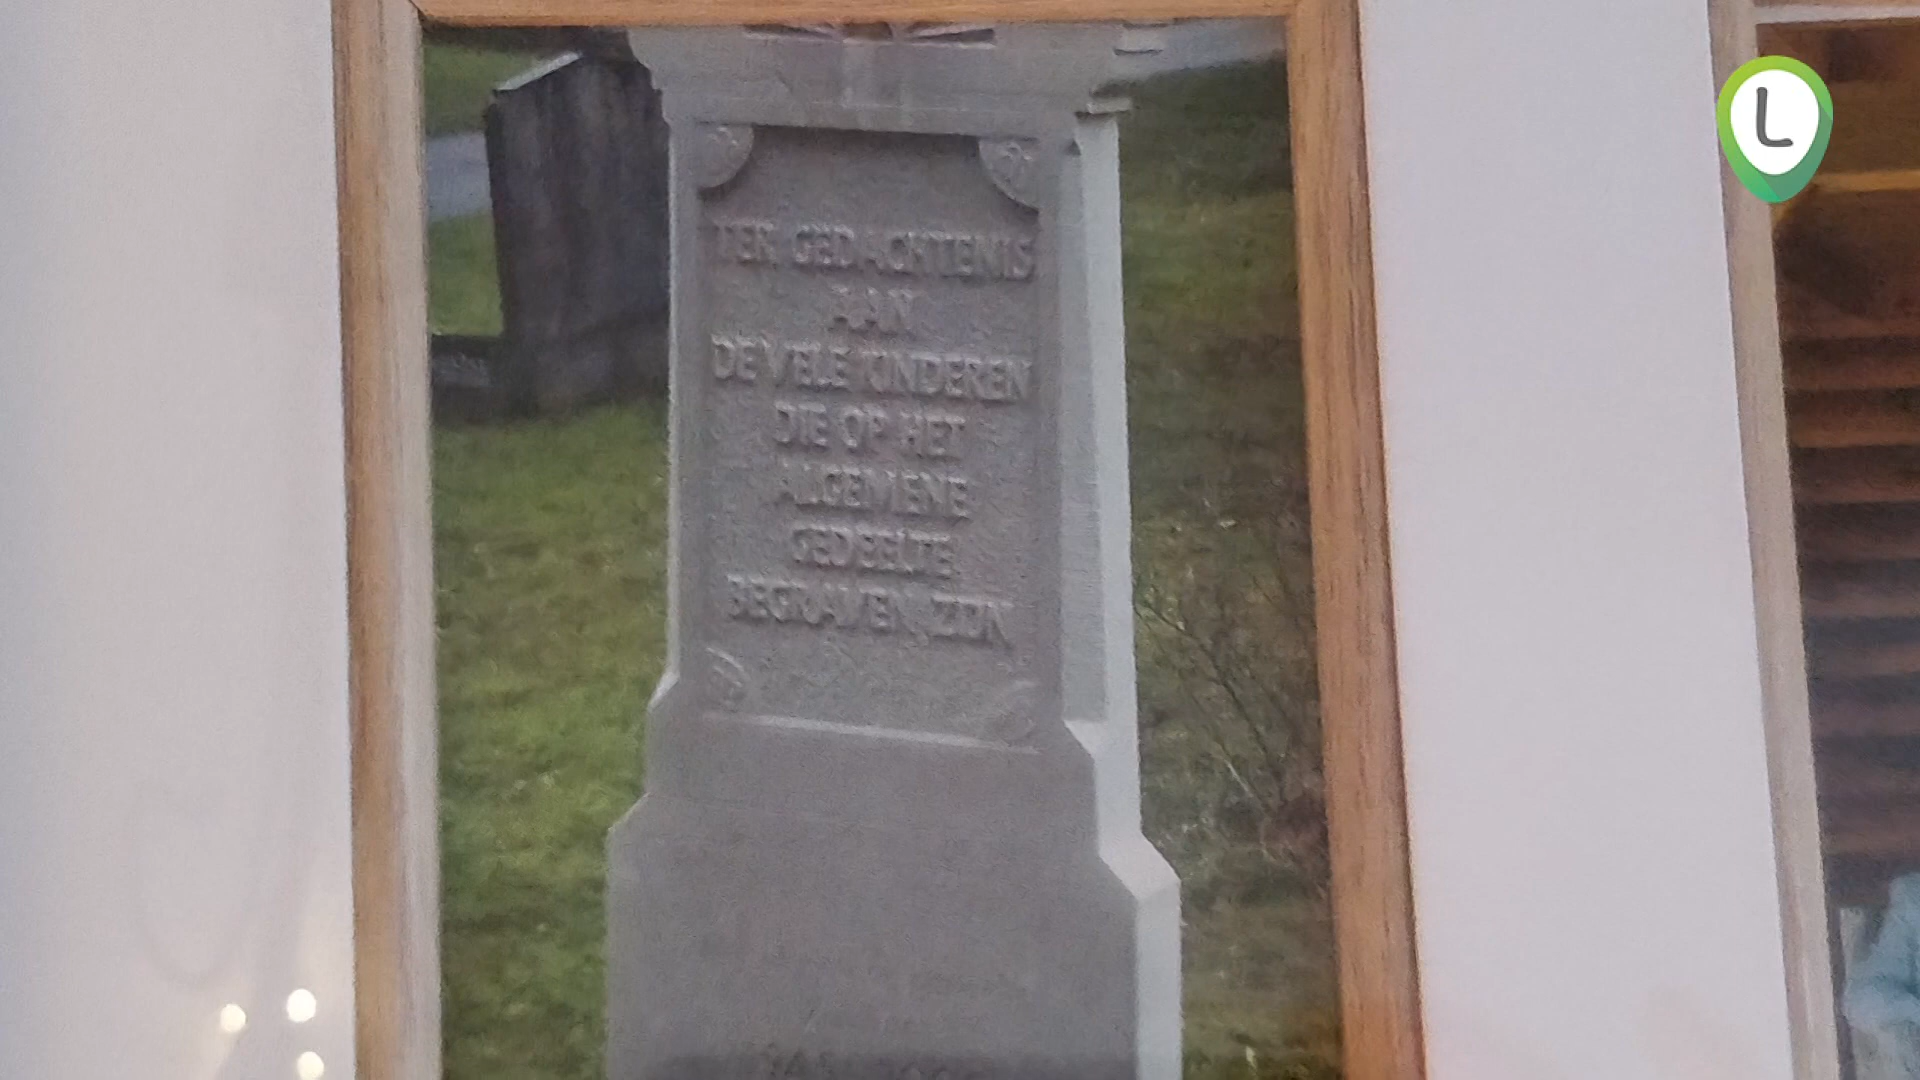 TER GEDACHTENIS
AAN
DE VELE KINDEREN
DIE OP HET
ALGEMENE
GEDEELTE
BEGRAVEN ZIJN
L